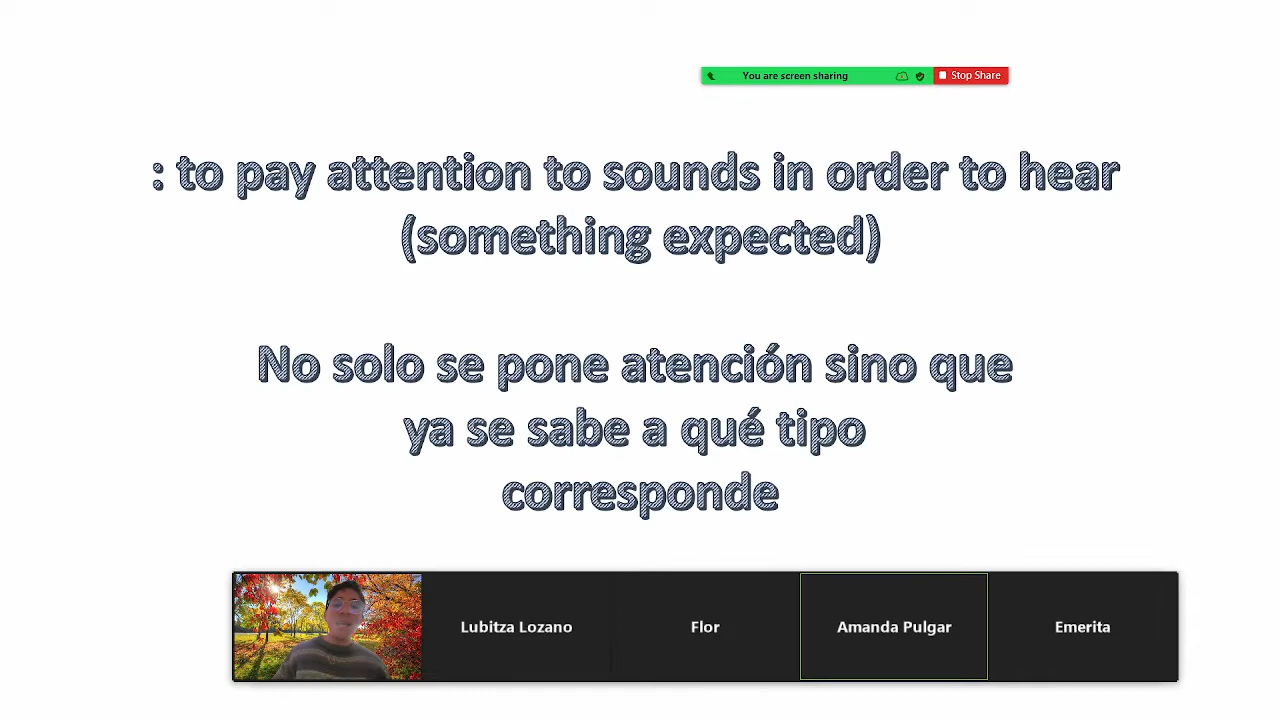 You are screen sharing Stop Share
: to pay attention to sounds in order to hear
(something expected)
No solo se pone atención sino que
ya se sabe a qué tipo
corresponde
Lubitza Lozano Flor Amanda Pulgar Emerita